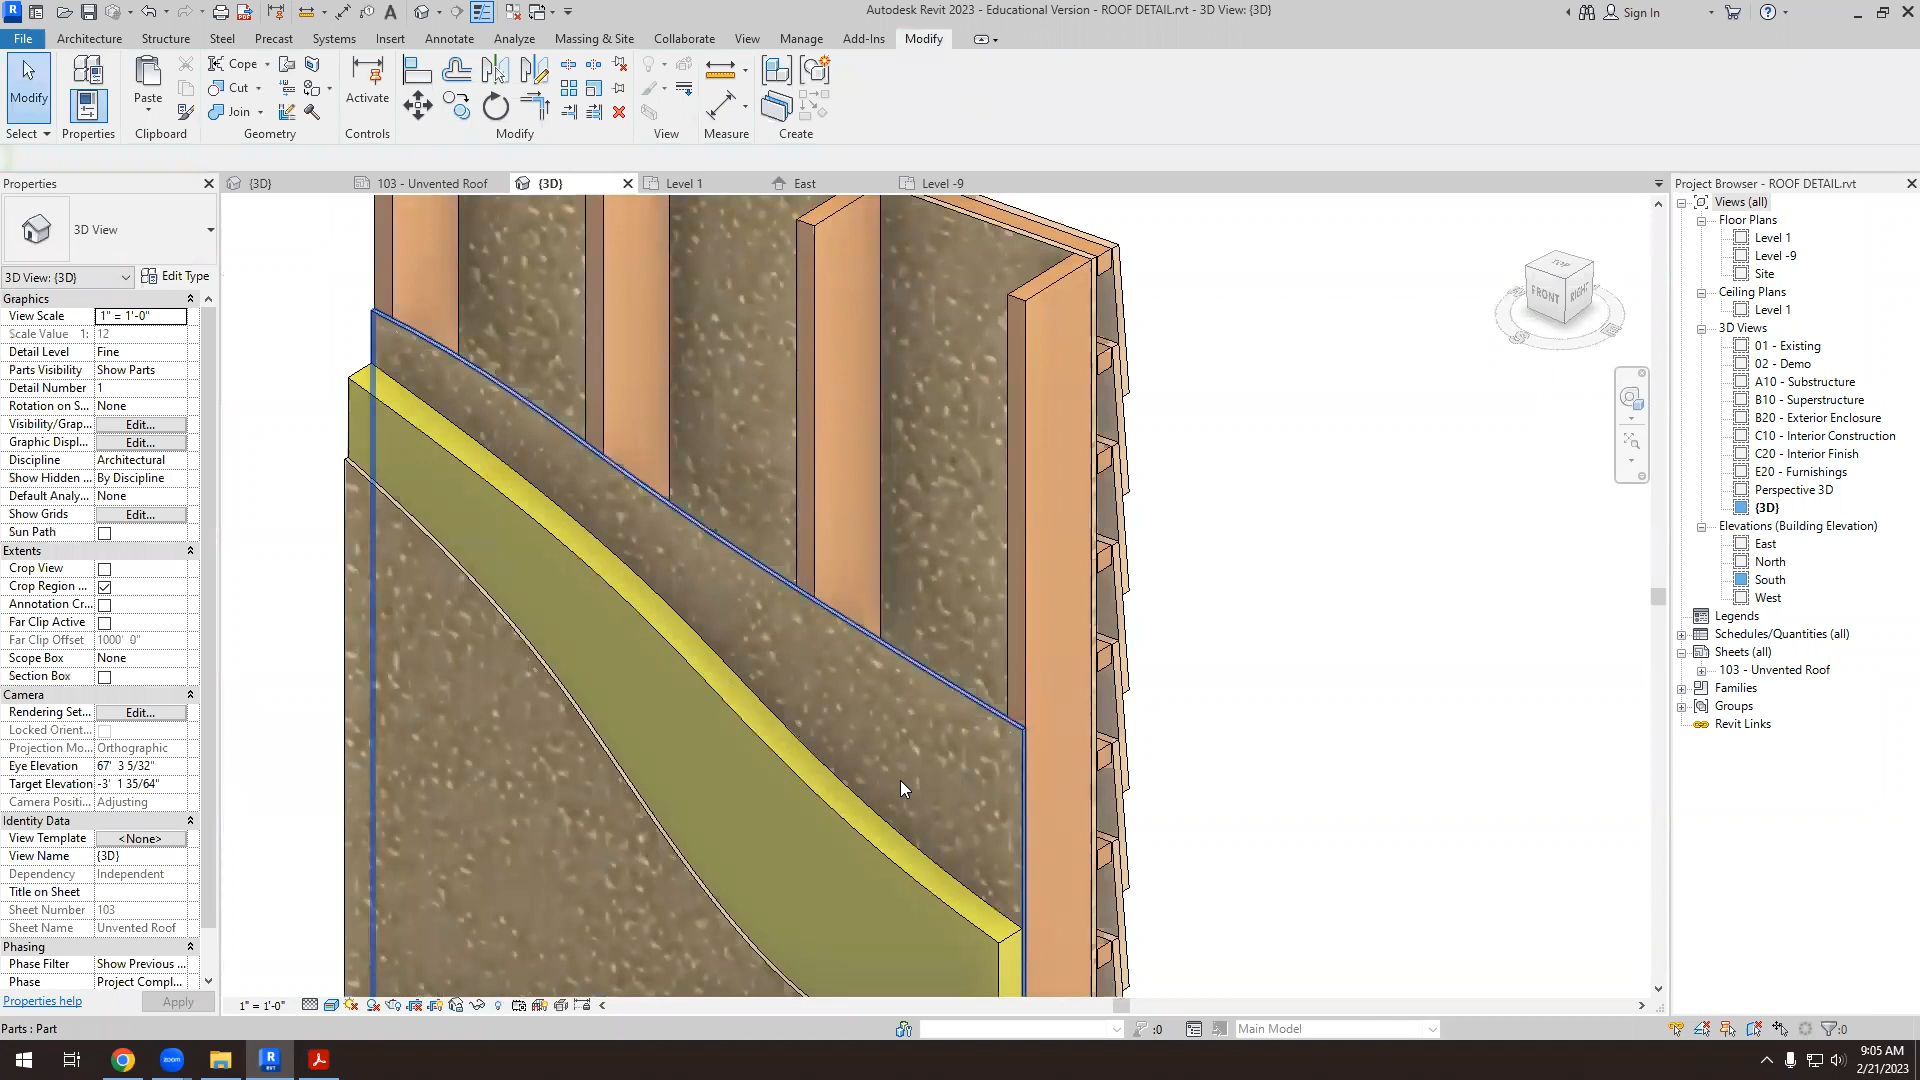 Autodesk Revit 2023 - Educational Version - ROOF DETAIL.rvt - 3D View: {3D}
Sign In
File Architecture Structure Steel Precast Systems Insert Annotate Analyze Massing & Site Collaborate View Manage Add-Ins Modify
Modify
Paste
Cope
Cut
Join
Activate
Select Properties Clipboard Geometry Controls Modify View Measure Create
Properties
{3D}
103 - Unvented Roof
{3D}
Level 1
East
Level -9
Project Browser - ROOF DETAIL.rvt
3D View
3D View: {3D}
Edit Type
Graphics
View Scale 1" = 1'-0"
Scale Value 1: 12
Detail Level Fine
Parts Visibility Show Parts
Detail Number 1
Rotation on S... None
Visibility/Grap... Edit...
Graphic Displ... Edit...
Discipline Architectural
Show Hidden ... By Discipline
Default Analy... None
Show Grids Edit...
Sun Path
Extents
Crop View
Crop Region ...
Annotation Cr...
Far Clip Active
Far Clip Offset 1000' 0"
Scope Box None
Section Box
Camera
Rendering Set... Edit...
Locked Orient...
Projection Mo... Orthographic
Eye Elevation 67' 3 5/32"
Target Elevation -3' 1 35/64"
Camera Positi... Adjusting
Identity Data
View Template <None>
View Name {3D}
Dependency Independent
Title on Sheet
Sheet Number 103
Sheet Name Unvented Roof
Phasing
Phase Filter Show Previous ...
Phase Project Compl...
Properties help
Apply
TOP
FRONT
RIGHT
Views (all)
Floor Plans
Level 1
Level -9
Site
Ceiling Plans
Level 1
3D Views
01 - Existing
02 - Demo
A10 - Substructure
B10 - Superstructure
B20 - Exterior Enclosure
C10 - Interior Construction
C20 - Interior Finish
E20 - Furnishings
Perspective 3D
{3D}
Elevations (Building Elevation)
East
North
South
West
Legends
Schedules/Quantities (all)
Sheets (all)
103 - Unvented Roof
Families
Groups
Revit Links
1" = 1'-0"
Parts : Part
:0
Main Model
:0
zoom
9:05 AM
2/21/2023